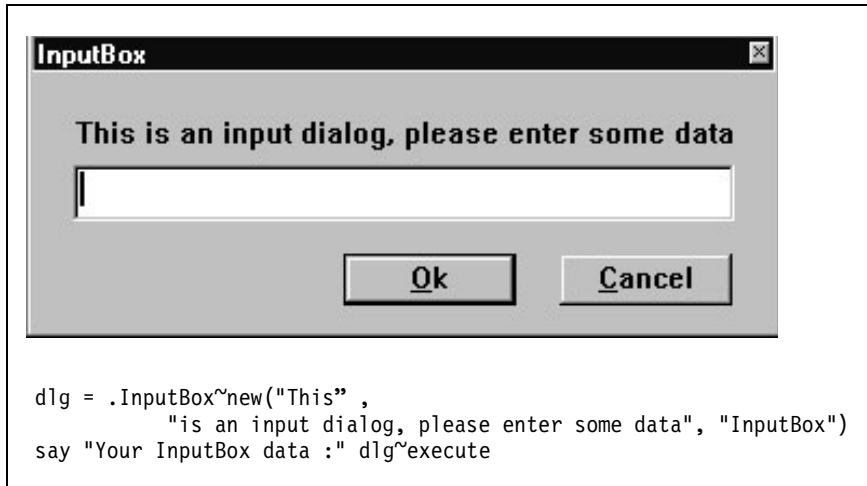 InputBox
This is an input dialog, please enter some data
Ok
Cancel
dlg = .InputBox~new("This” ,
"is an input dialog, please enter some data", "InputBox")
say "Your InputBox data :" dlg~execute